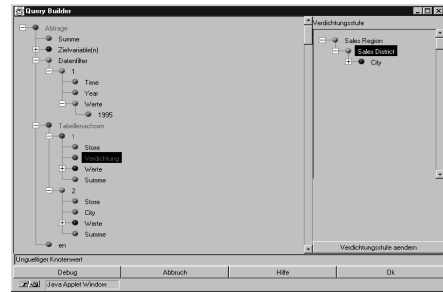 Query Builder
Abfrage
Summe
Zielvariable(n)
Datenfilter
1
Time
Year
Werte
1995
Tabellenachsen
1
Store
Verdichtung
Werte
Summe
2
Store
City
Werte
Summe
en
Verdichtungsstufe
Sales Region
Sales District
City
Verdichtungsstufe aendern
Ungueltiger Knotenwert
Debug Abbruch Hilfe Ok
Java Applet Window